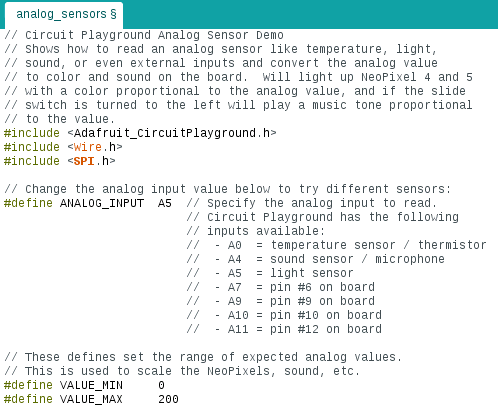 analog_sensors §
// Circuit Playground Analog Sensor Demo
// Shows how to read an analog sensor like temperature, light,
// sound, or even external inputs and convert the analog value
// to color and sound on the board.  Will light up NeoPixel 4 and 5
// with a color proportional to the analog value, and if the slide
// switch is turned to the left will play a music tone proportional
// to the value.
#include <Adafruit_CircuitPlayground.h>
#include <Wire.h>
#include <SPI.h>
// Change the analog input value below to try different sensors:
#define ANALOG_INPUT  A5  // Specify the analog input to read.
// Circuit Playground has the following
// inputs available:
//  - A0  = temperature sensor / thermistor
//  - A4  = sound sensor / microphone
//  - A5  = light sensor
//  - A7  = pin #6 on board
//  - A9  = pin #9 on board
//  - A10 = pin #10 on board
//  - A11 = pin #12 on board
// These defines set the range of expected analog values.
// This is used to scale the NeoPixels, sound, etc.
#define VALUE_MIN     0
#define VALUE_MAX     200